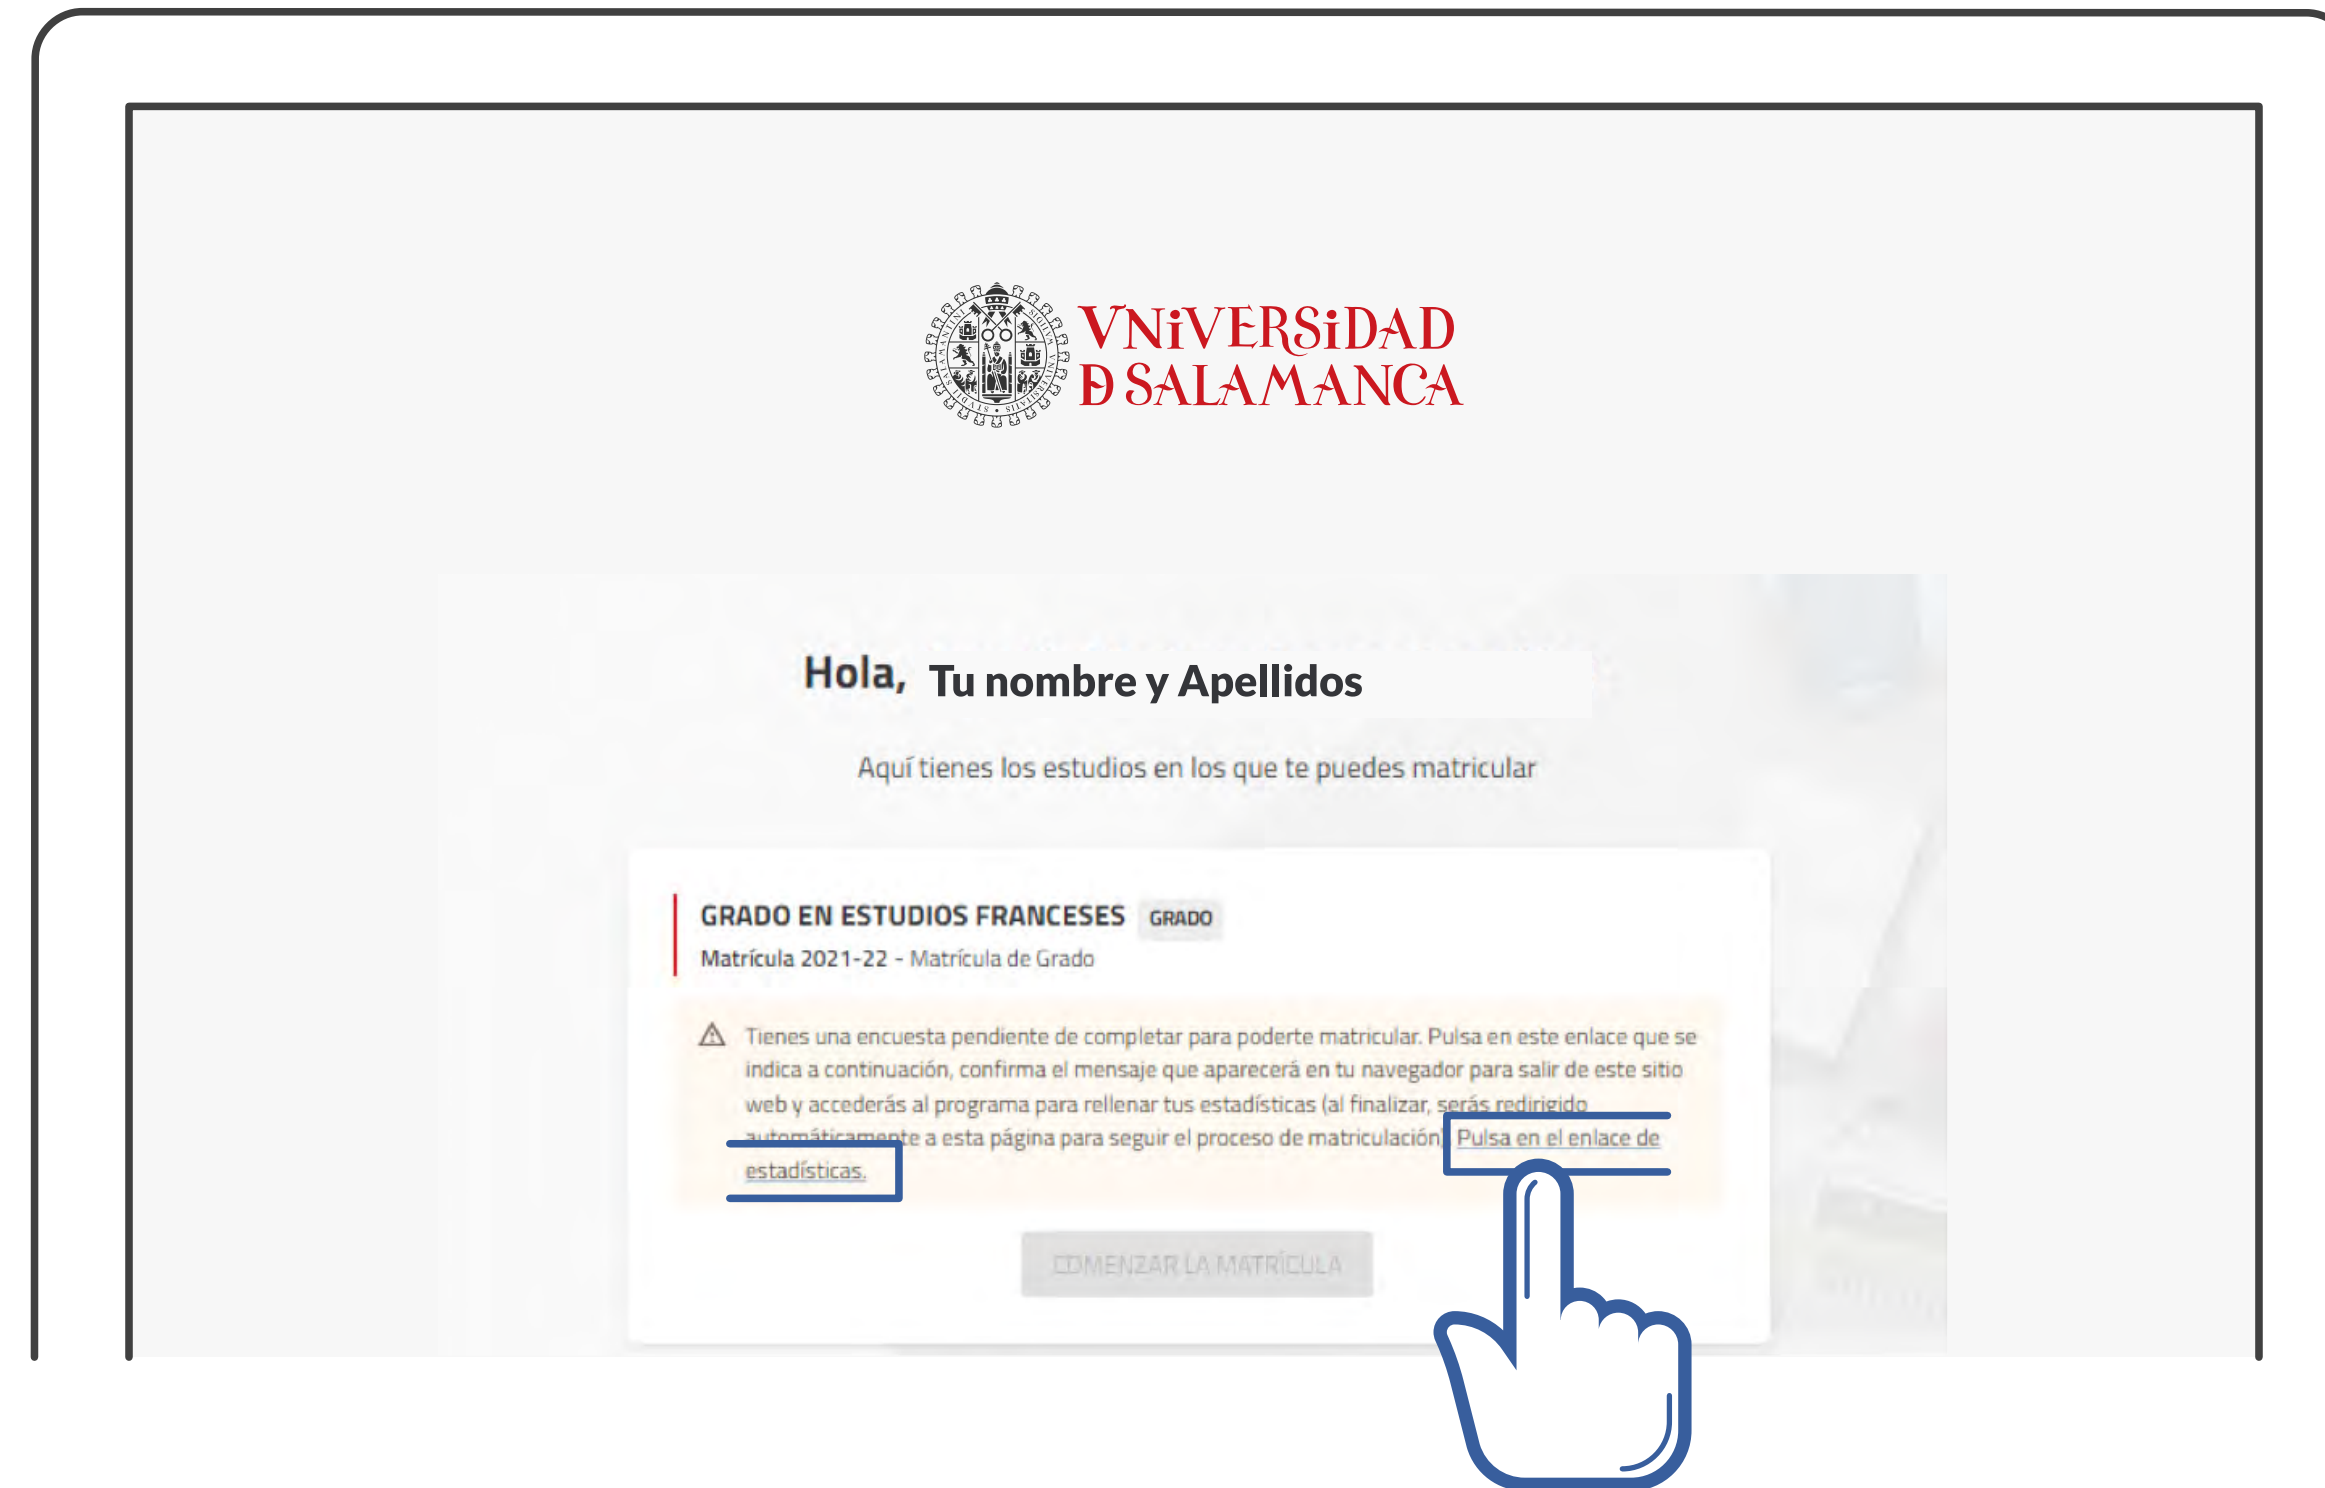 VNiVERSiDAD
Ð SALAMANCA
Hola, Tu nombre y Apellidos
Aquí tienes los estudios en los que te puedes matricular
GRADO EN ESTUDIOS FRANCESES GRADO
Matrícula 2021-22 - Matrícula de Grado
Tienes una encuesta pendiente de completar para poderte matricular. Pulsa en este enlace que se
indica a continuación, confirma el mensaje que aparecerá en tu navegador para salir de este sitio
web y accederás al programa para rellenar tus estadísticas (al finalizar, serás redirigido
automáticamente a esta página para seguir el proceso de matriculación) Pulsa en el enlace de
estadísticas.
COMENZAR LA MATRÍCULA